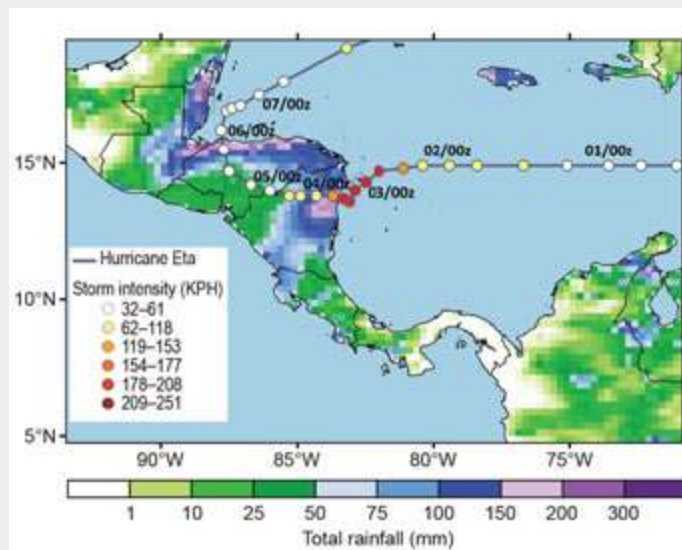 07/00z
06/00z
02/00z
01/00z
15°N
05/00z
04/00z
03/00z
Hurricane Eta
Storm intensity (KPH)
32–61
62–118
119–153
154–177
178–208
209–251
10°N
5°N
90°W
85°W
80°W
75°W
1
10
25
50
75
100
150
200
300
Total rainfall (mm)